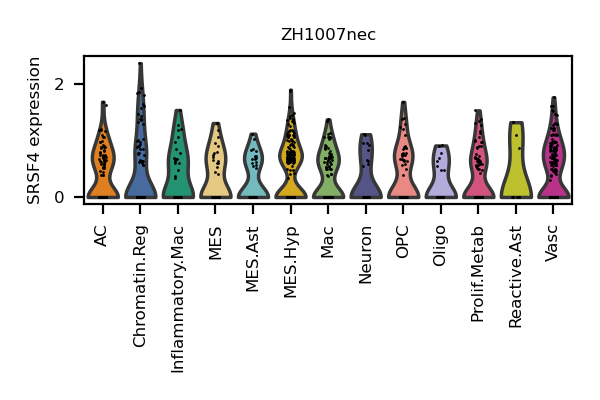 ZH1007nec
SRSF4 expression
2
0
AC
Chromatin.Reg
Inflammatory.Mac
MES
MES.Ast
MES.Hyp
Mac
Neuron
OPC
Oligo
Prolif.Metab
Reactive.Ast
Vasc